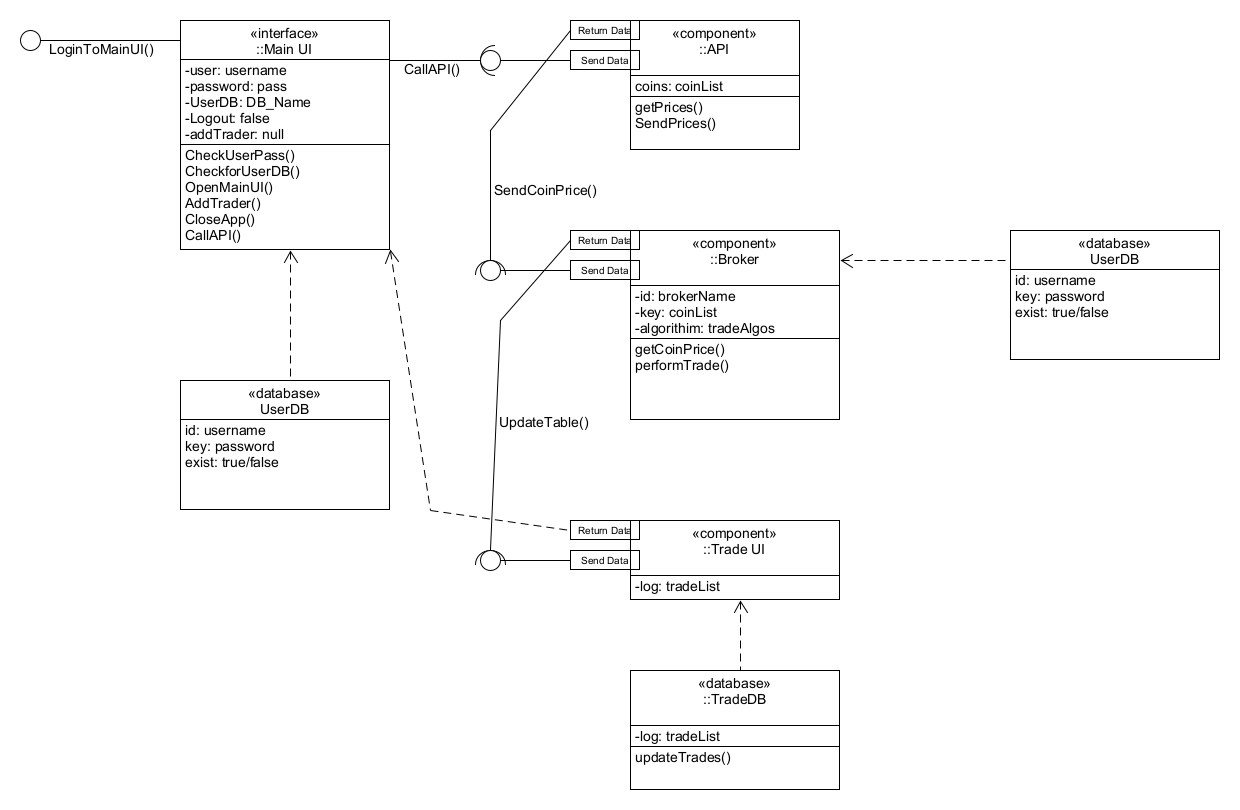 LoginToMainUI()
«interface»
::Main UI
-user: username
-password: pass
-UserDB: DB_Name
-Logout: false
-addTrader: null
CheckUserPass()
CheckforUserDB()
OpenMainUI()
AddTrader()
CloseApp()
CallAPI()
CallAPI()
Return Data
Send Data
«component»
::API
coins: coinList
getPrices()
SendPrices()
SendCoinPrice()
Return Data
Send Data
«component»
::Broker
-id: brokerName
-key: coinList
-algorithim: tradeAlgos
getCoinPrice()
performTrade()
«database»
UserDB
id: username
key: password
exist: true/false
«database»
UserDB
id: username
key: password
exist: true/false
UpdateTable()
Return Data
Send Data
«component»
::Trade UI
-log: tradeList
«database»
::TradeDB
-log: tradeList
updateTrades()